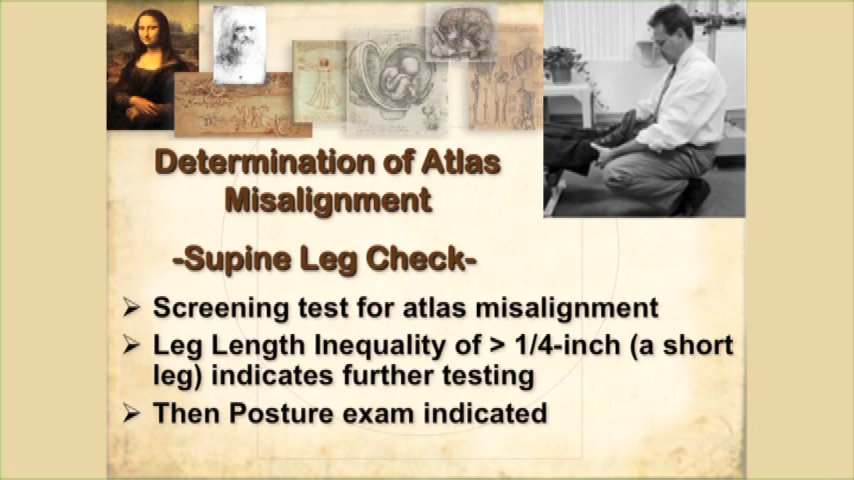 Determination of Atlas
Misalignment
-Supine Leg Check-
➢ Screening test for atlas misalignment
➢ Leg Length Inequality of > 1/4-inch (a short
leg) indicates further testing
➢ Then Posture exam indicated